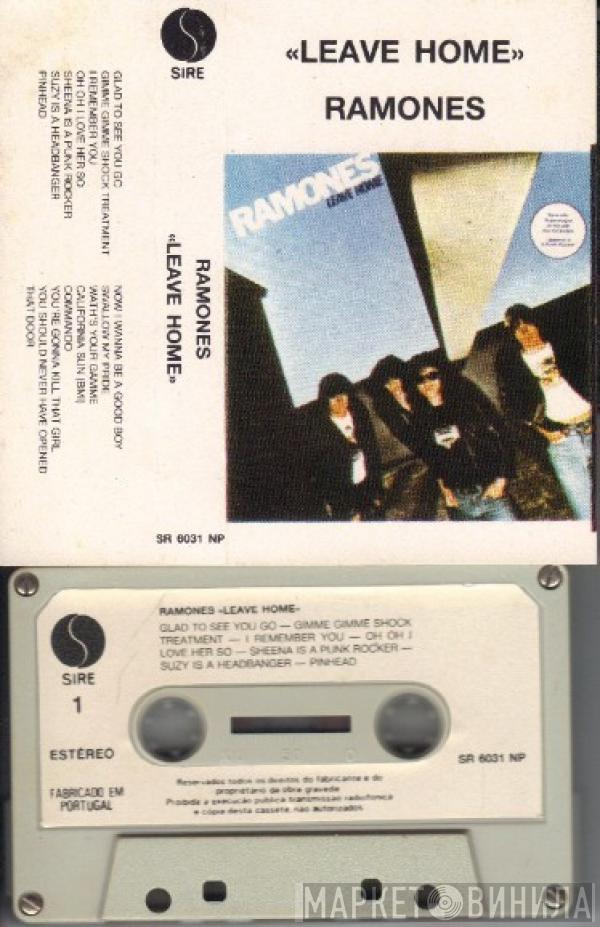 SIRE
«LEAVE HOME»
RAMONES
RAMONES
LEAVE HOME
GLAD TO SEE YOU GO
GIMME GIMME SHOCK TREATMENT
I REMEMBER YOU
OH OH I LOVE HER SO
SHEENA IS A PUNK ROCKER
SUZY IS A HEADBANGER
PINHEAD
NOW I WANNA BE A GOOD BOY
SWALLOW MY PRIDE
WATH'S YOUR GAMME
CALIFORNIA SUN (BMI)
COMMANDO
YOU'RE GONNA KILL THAT GIRL
YOU SHOULD NEVER HAVE OPENED
THAT DOOR
RAMONES
«LEAVE HOME»
SR 6031 NP
RAMONES «LEAVE HOME»
GLAD TO SEE YOU GO — GIMME GIMME SHOCK
TREATMENT — I REMEMBER YOU — OH OH I
LOVE HER SO — SHEENA IS A PUNK ROCKER —
SUZY IS A HEADBANGER — PINHEAD
SIRE
1
ESTÉREO
SR 6031 NP
FABRICADO EM
PORTUGAL
Reservados todos os direitos do fabricante e do
proprietário da obra gravada
Proibida a execução pública transmissão radiofónica
e cópia desta cassete, não autorizados
МАРКЕТ ВИНИЛА